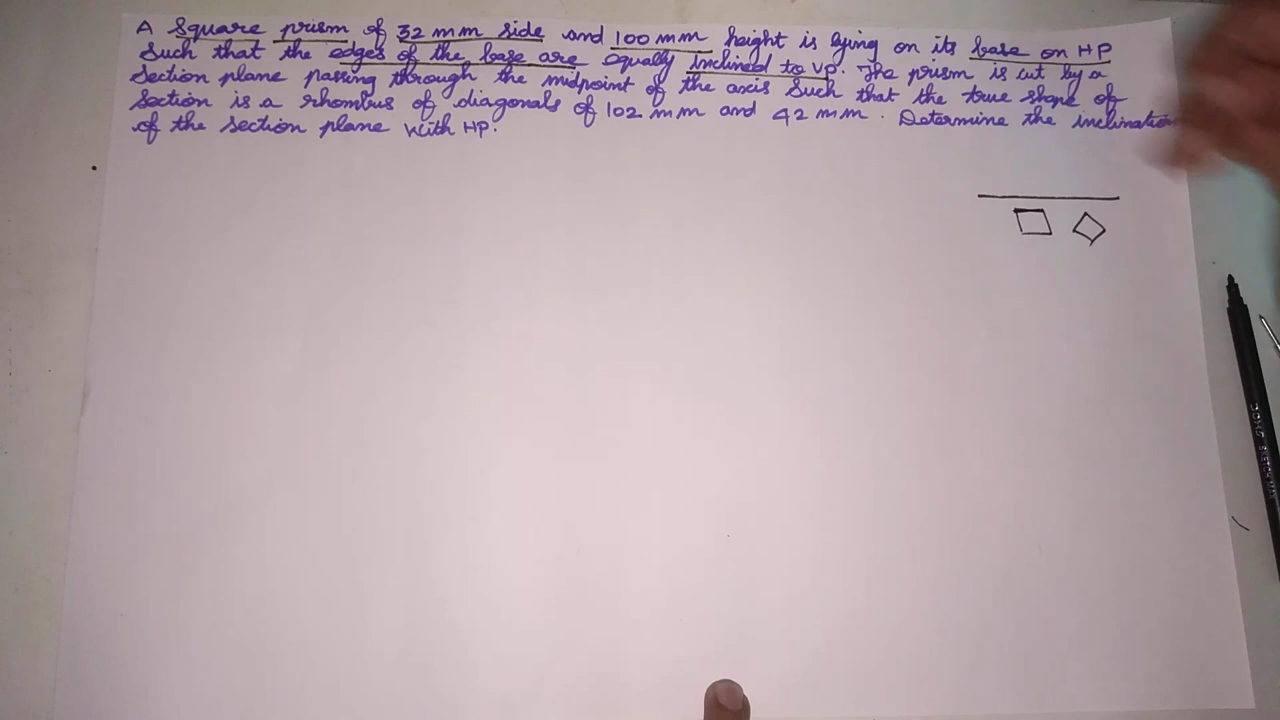 A Square prism of 32 mm side and 100 mm height is lying on its base on HP
Such that the edges of the base are equally inclined to VP. The prism is cut by a
Section plane passing through the midpoint of the axis Such that the true shape of
Section is a rhombus of diagonals of 102 mm and 42 mm. Determine the inclination
of the section plane with HP.